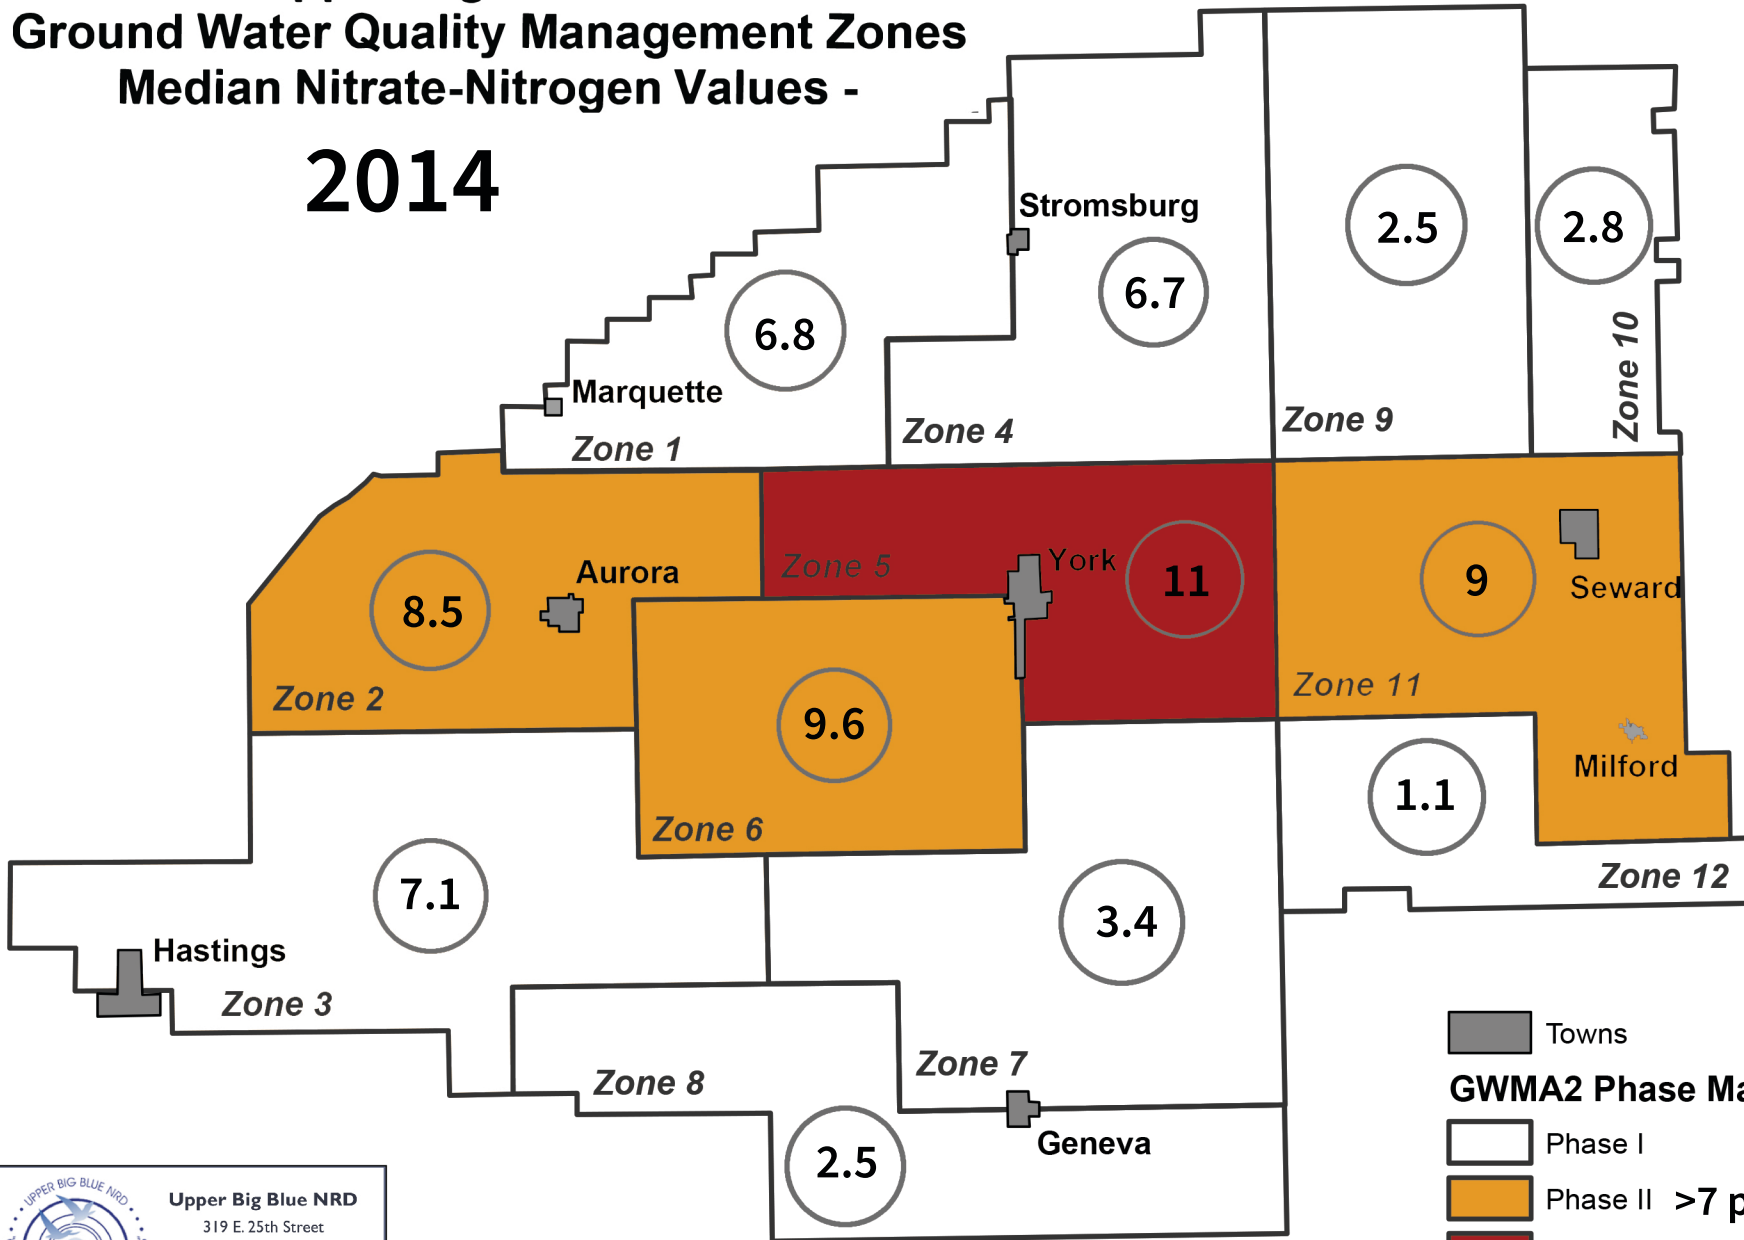 Ground Water Quality Management Zones
Median Nitrate-Nitrogen Values -
2014
Stromsburg
2.5
2.8
6.7
6.8
Zone 10
Marquette
Zone 1
Zone 4
Zone 9
Zone 5
York
11
9
Seward
Aurora
8.5
Zone 2
Zone 11
9.6
Milford
1.1
Zone 6
Zone 12
7.1
3.4
Hastings
Zone 3
Zone 7
Zone 8
Geneva
2.5
Towns
GWMA2 Phase Ma
Phase I
Phase II >7 p
UPPER BIG BLUE NRD
Upper Big Blue NRD
319 E. 25th Street